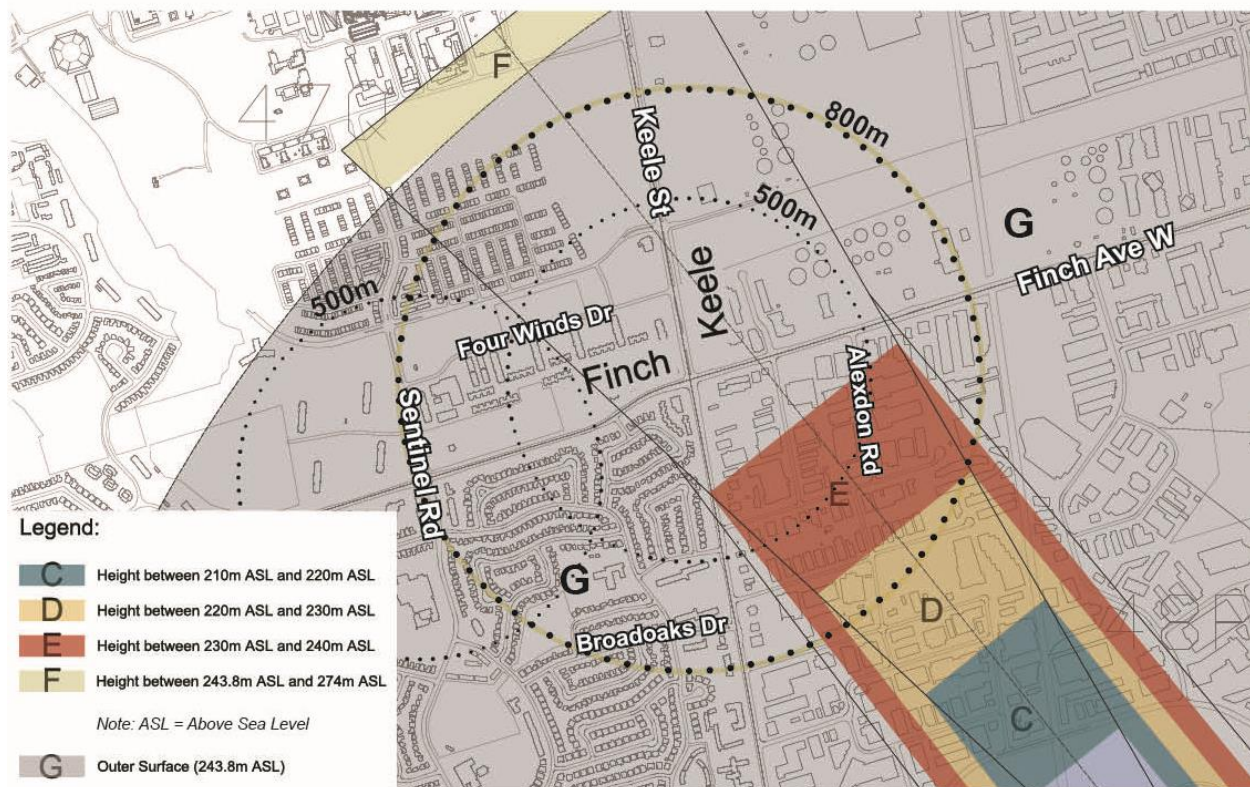 F
Keele St
800m
500m
G
Finch Ave W
500m
Four Winds Dr
Finch
Keele
Alexdon Rd
Sentinel Rd
E
G
D
Broadoaks Dr
C
Legend:
C Height between 210m ASL and 220m ASL
D Height between 220m ASL and 230m ASL
E Height between 230m ASL and 240m ASL
F Height between 243.8m ASL and 274m ASL
Note: ASL = Above Sea Level
G Outer Surface (243.8m ASL)